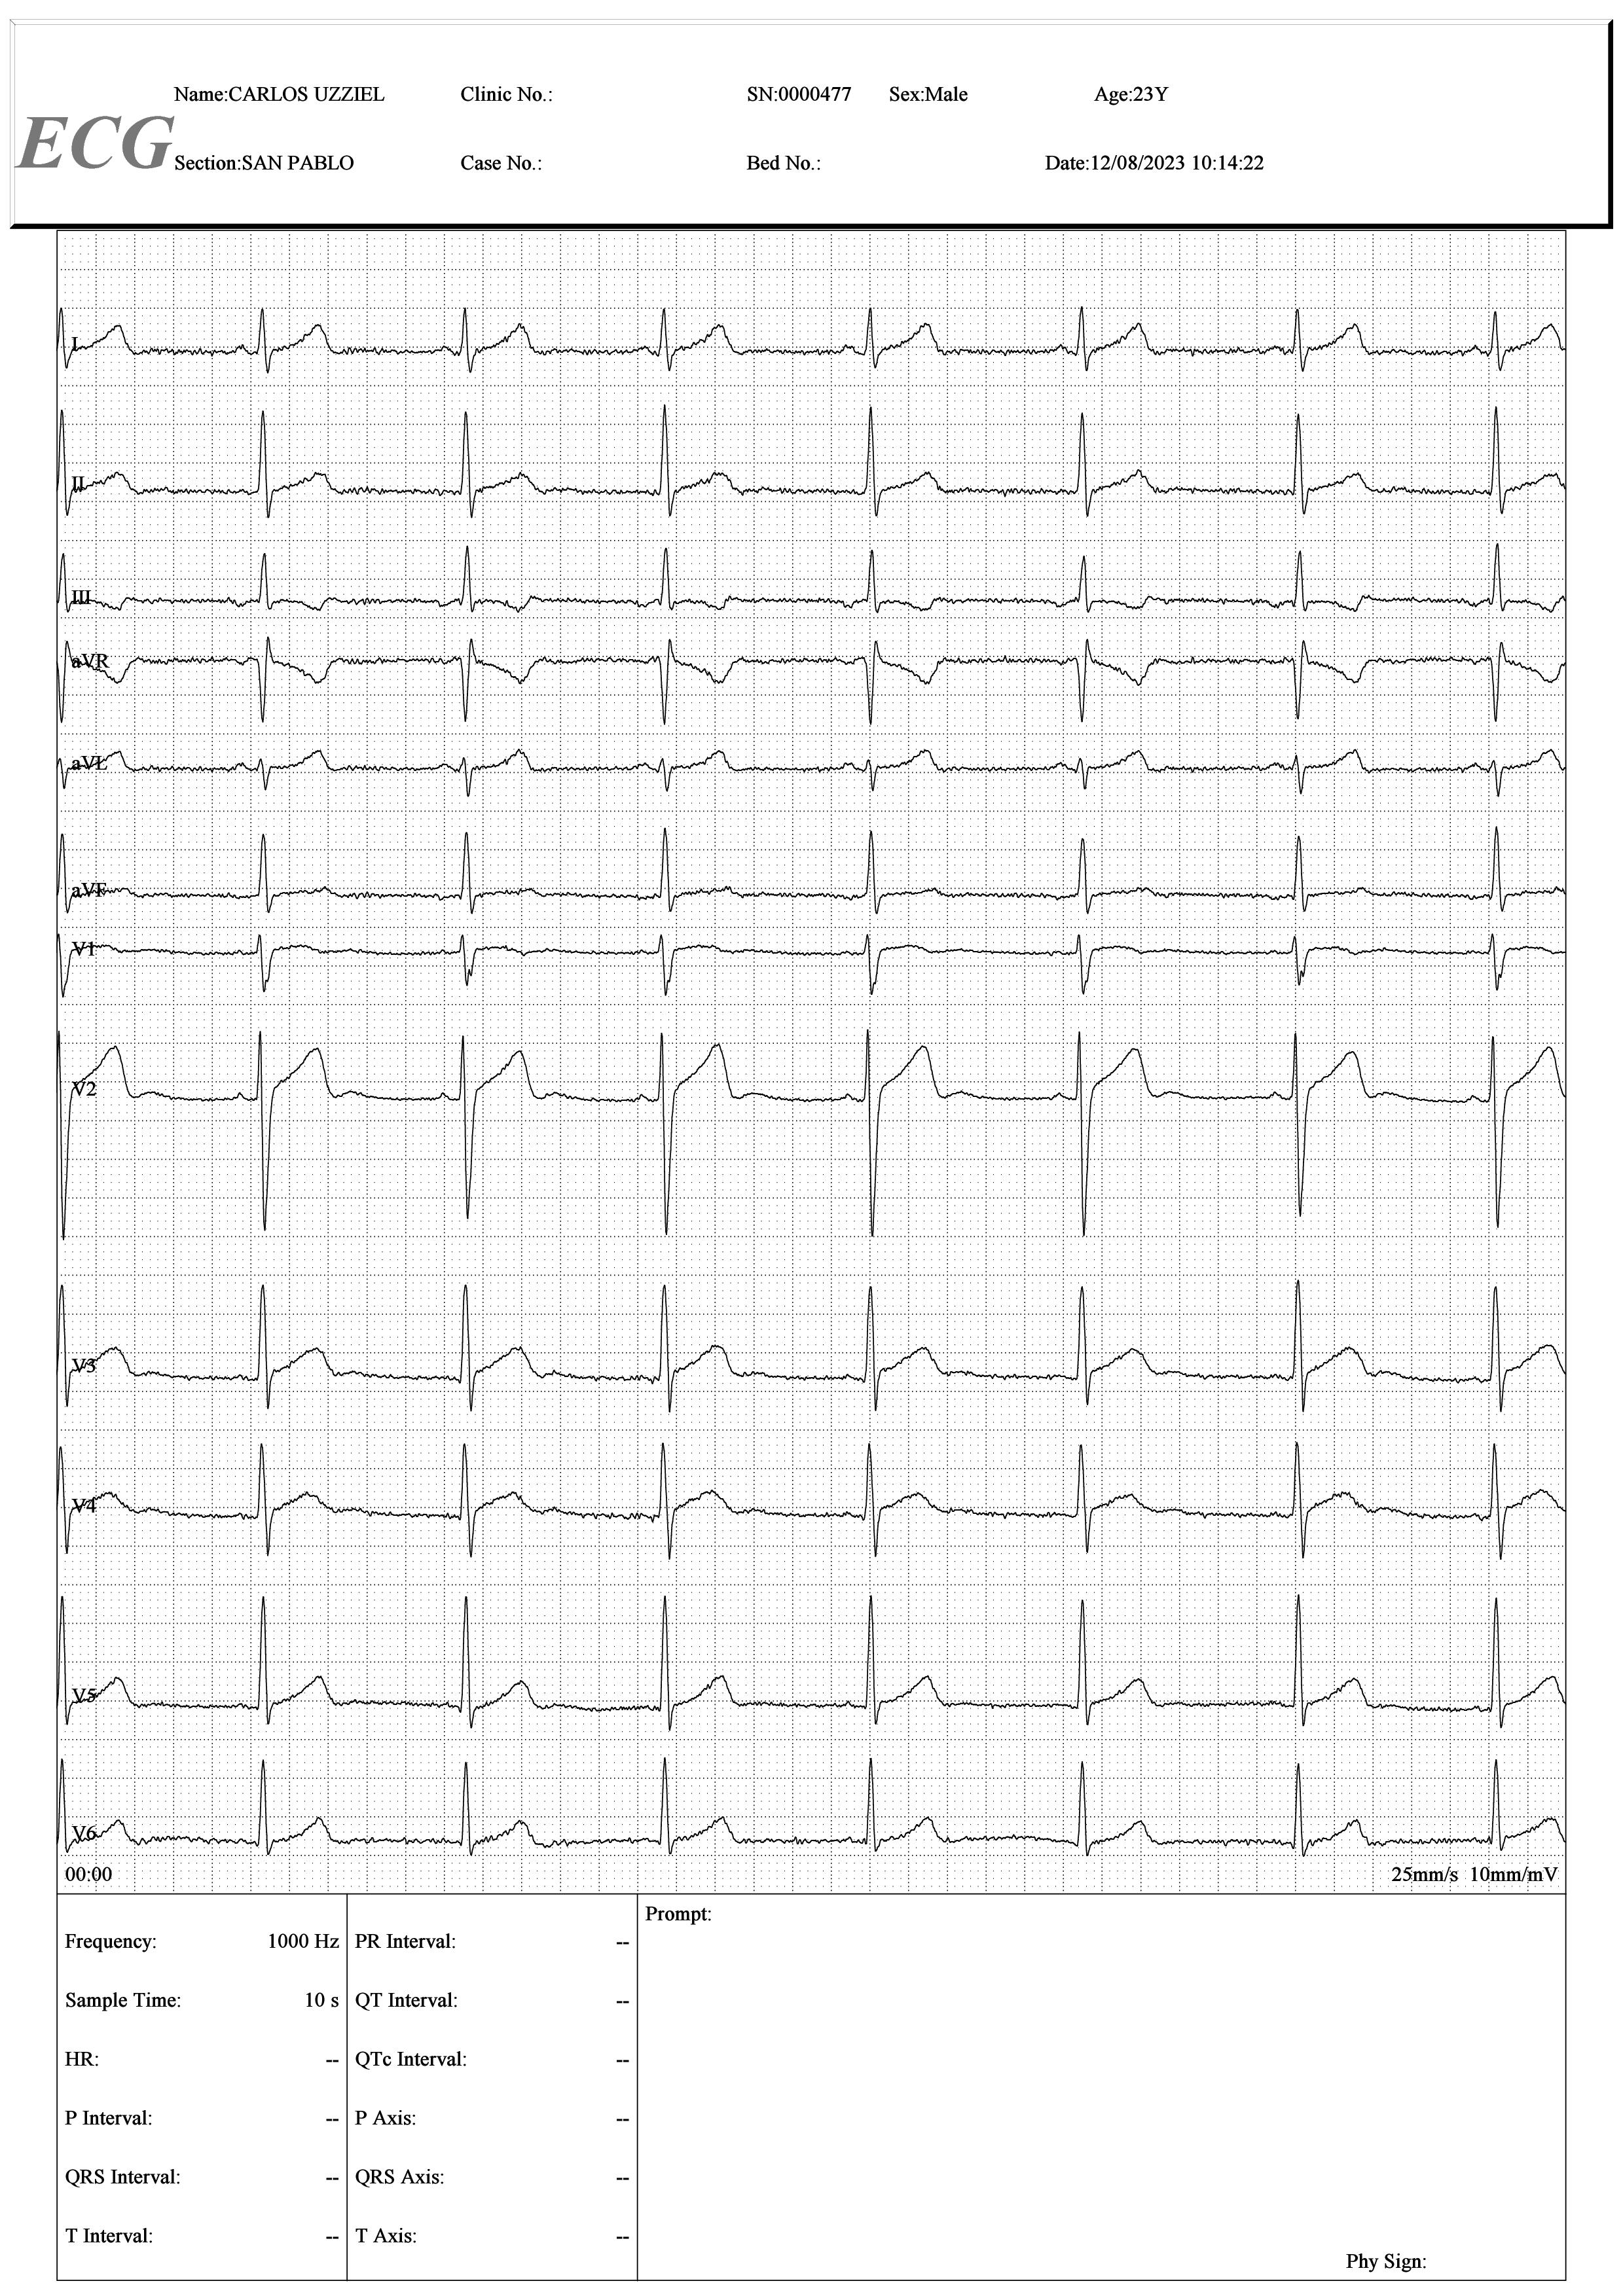 ECG
Name:CARLOS UZZIEL Clinic No.: SN:0000477 Sex:Male Age:23Y
Section:SAN PABLO Case No.: Bed No.: Date:12/08/2023 10:14:22
I
II
III
aVR
aVL
aVF
V1
V2
V3
V4
V5
V6
00:00 25mm/s 10mm/mV
Frequency: 1000 Hz PR Interval: -- Prompt:
Sample Time: 10 s QT Interval: --
HR: -- QTc Interval: --
P Interval: -- P Axis: --
QRS Interval: -- QRS Axis: --
T Interval: -- T Axis: --
Phy Sign: